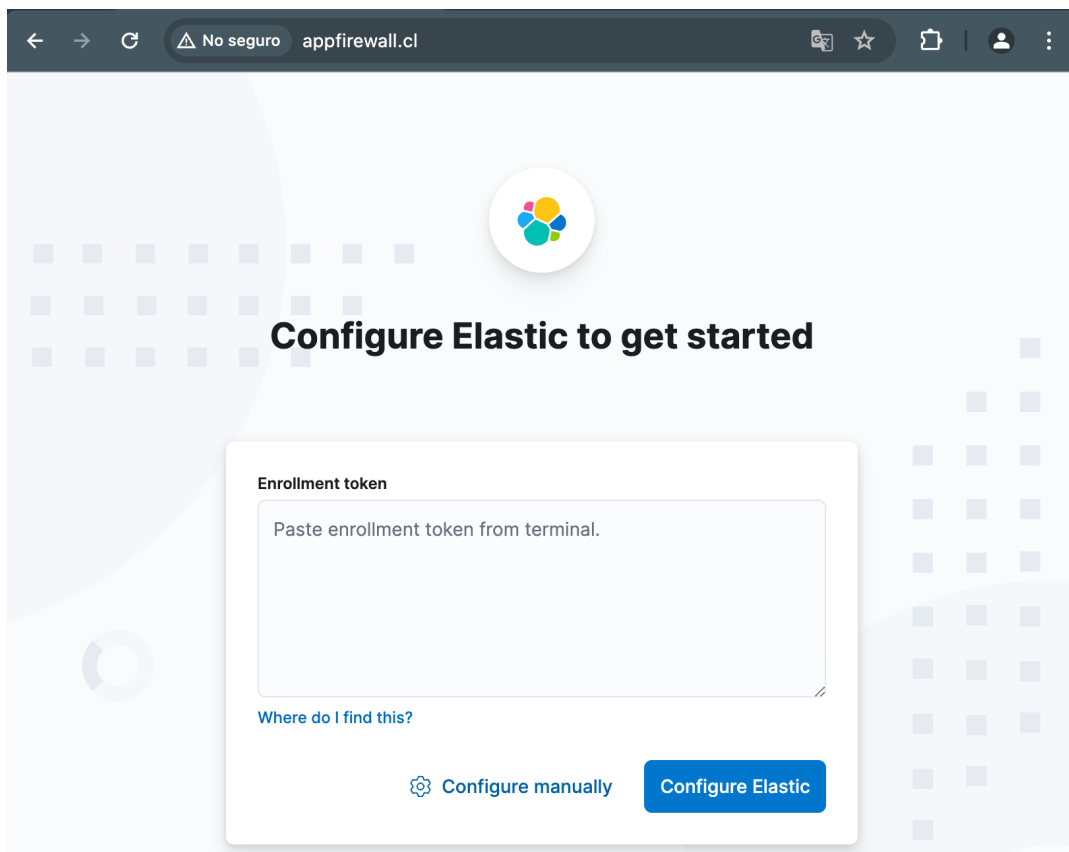 No seguro appfirewall.cl
Configure Elastic to get started
Enrollment token
Paste enrollment token from terminal.
Where do I find this?
Configure manually
Configure Elastic